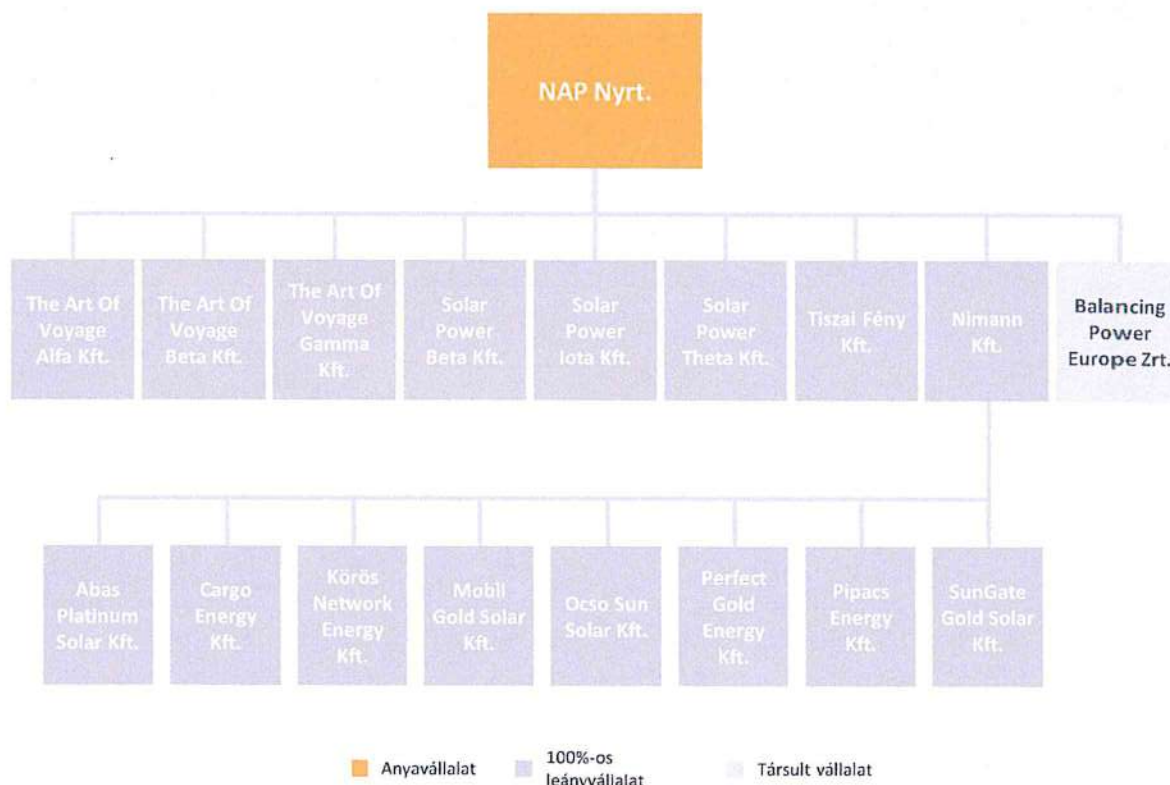 NAP Nyrt.
The Art Of
Voyage
Alfa Kft.
The Art Of
Voyage
Beta Kft.
The Art Of
Voyage
Gamma
Kft.
Solar
Power
Beta Kft.
Solar
Power
Iota Kft.
Solar
Power
Theta Kft.
Tiszai Fény
Kft.
Nimann
Kft.
Balancing
Power
Europe Zrt.
Abas
Platinum
Solar Kft.
Cargo
Energy
Kft.
Körös
Network
Energy
Kft.
Mobil
Gold Solar
Kft.
Ocso Sun
Solar Kft.
Perfect
Gold
Energy
Kft.
Pipacs
Energy
Kft.
SunGate
Gold Solar
Kft.
Anyavállalat
100%-os
leányvállalat
Társult vállalat